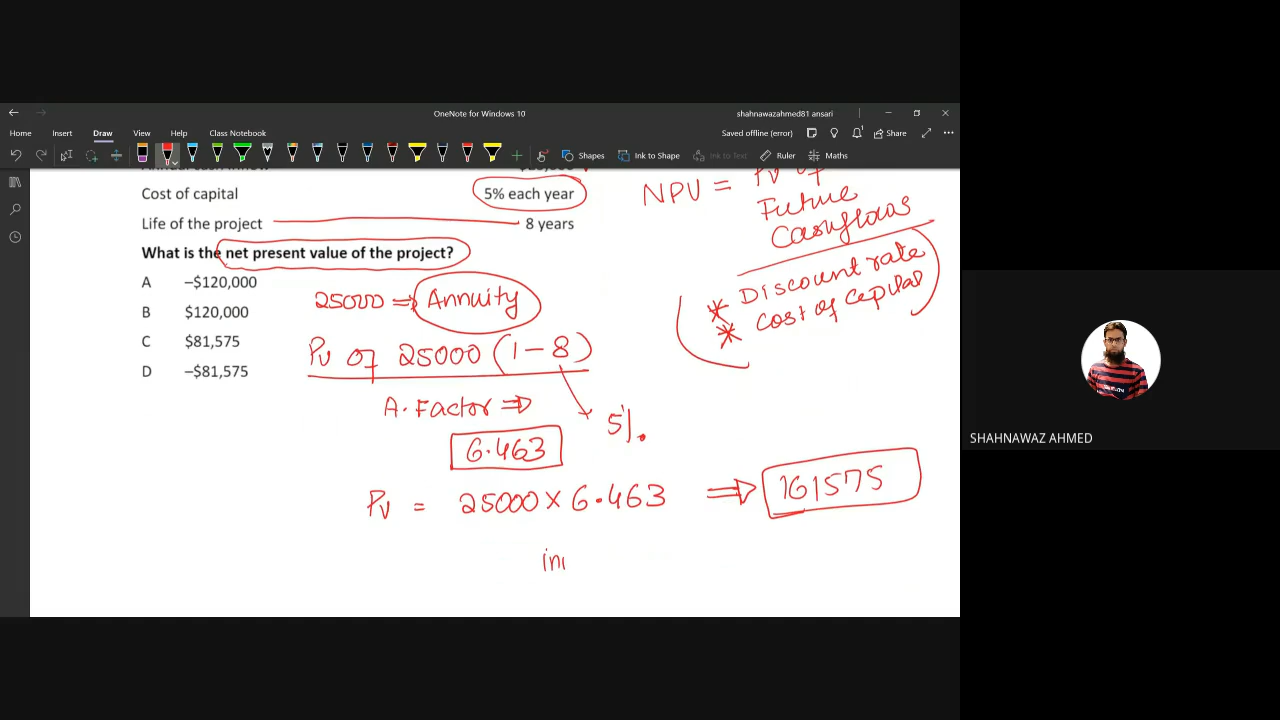 OneNote for Windows 10
shahnawazahmed81 ansari
Home Insert Draw View Help Class Notebook
Saved offline (error) Share
Shapes Ink to Shape Ink to Text Ruler Maths
Cost of capital 5% each year
Life of the project 8 years
What is the net present value of the project?
A –$120,000
B $120,000
C $81,575
D –$81,575
NPV = PV of
Future
Cashflows
* Discount rate
* Cost of Capital
25000 ⇒ Annuity
PV of 25000 (1-8)
A. Factor ⇒ 5%.
6.463
PV = 25000 × 6.463 ⇒ 161575
SHAHNAWAZ AHMED